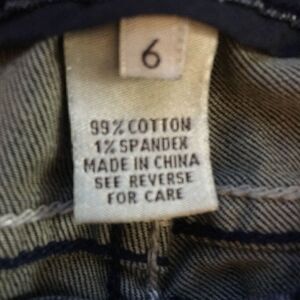 6
99% COTTON
1% SPANDEX
MADE IN CHINA
SEE REVERSE
FOR CARE